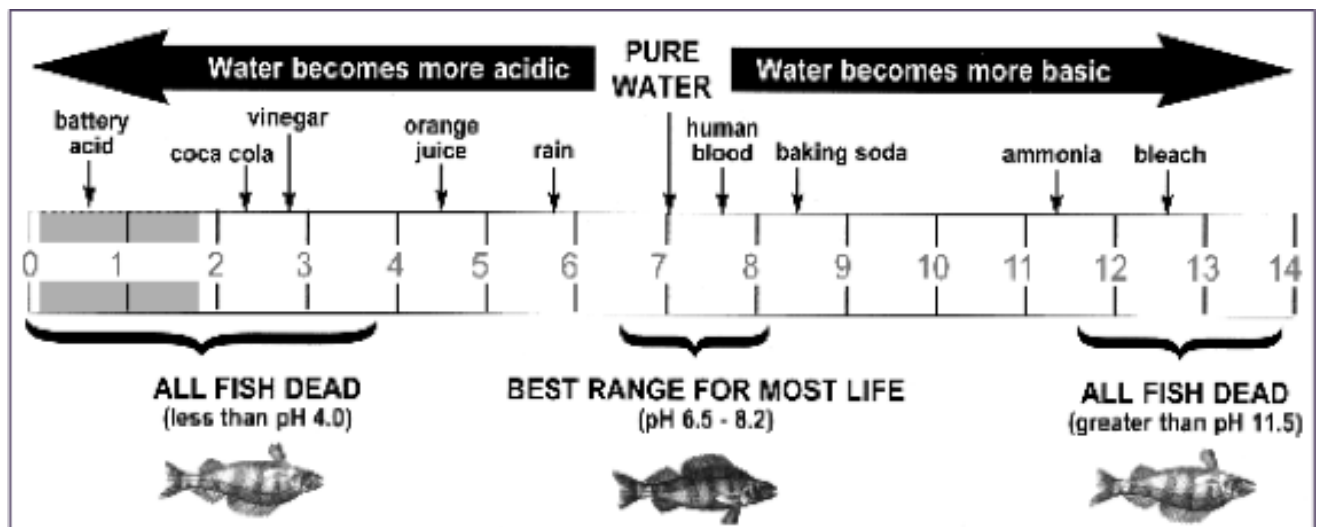 Water becomes more acidic
PURE
WATER
Water becomes more basic
battery
acid
coca cola
vinegar
orange
juice
rain
human
blood
baking soda
ammonia
bleach
0 1 2 3 4 5 6 7 8 9 10 11 12 13 14
ALL FISH DEAD
(less than pH 4.0)
BEST RANGE FOR MOST LIFE
(pH 6.5 - 8.2)
ALL FISH DEAD
(greater than pH 11.5)